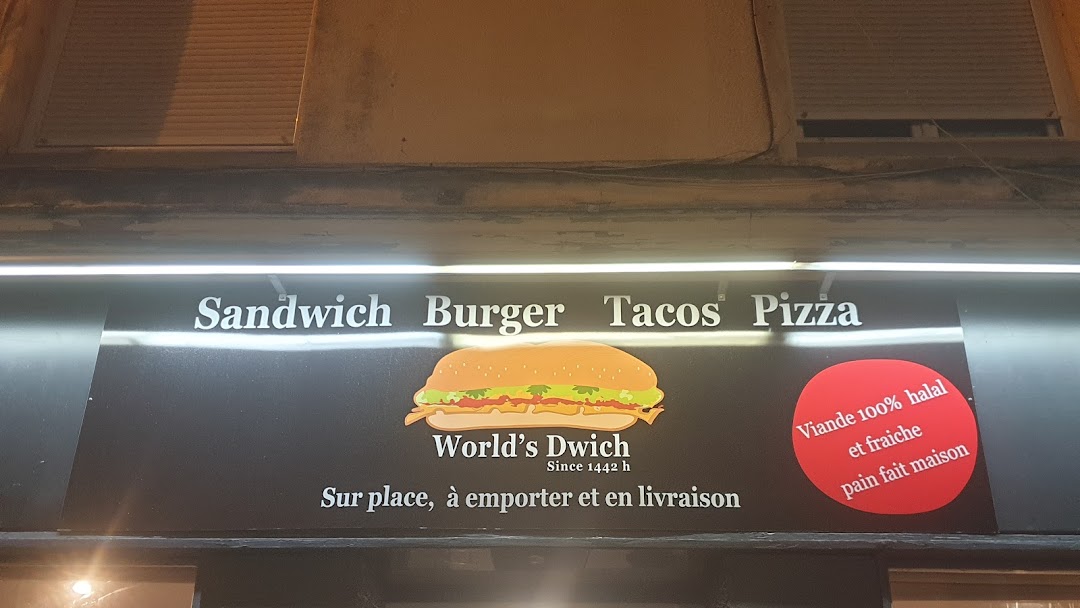 Sandwich Burger Tacos Pizza
World's Dwich
Since 1442 h
Sur place, à emporter et en livraison
Viande 100% halal
et fraiche
pain fait maison